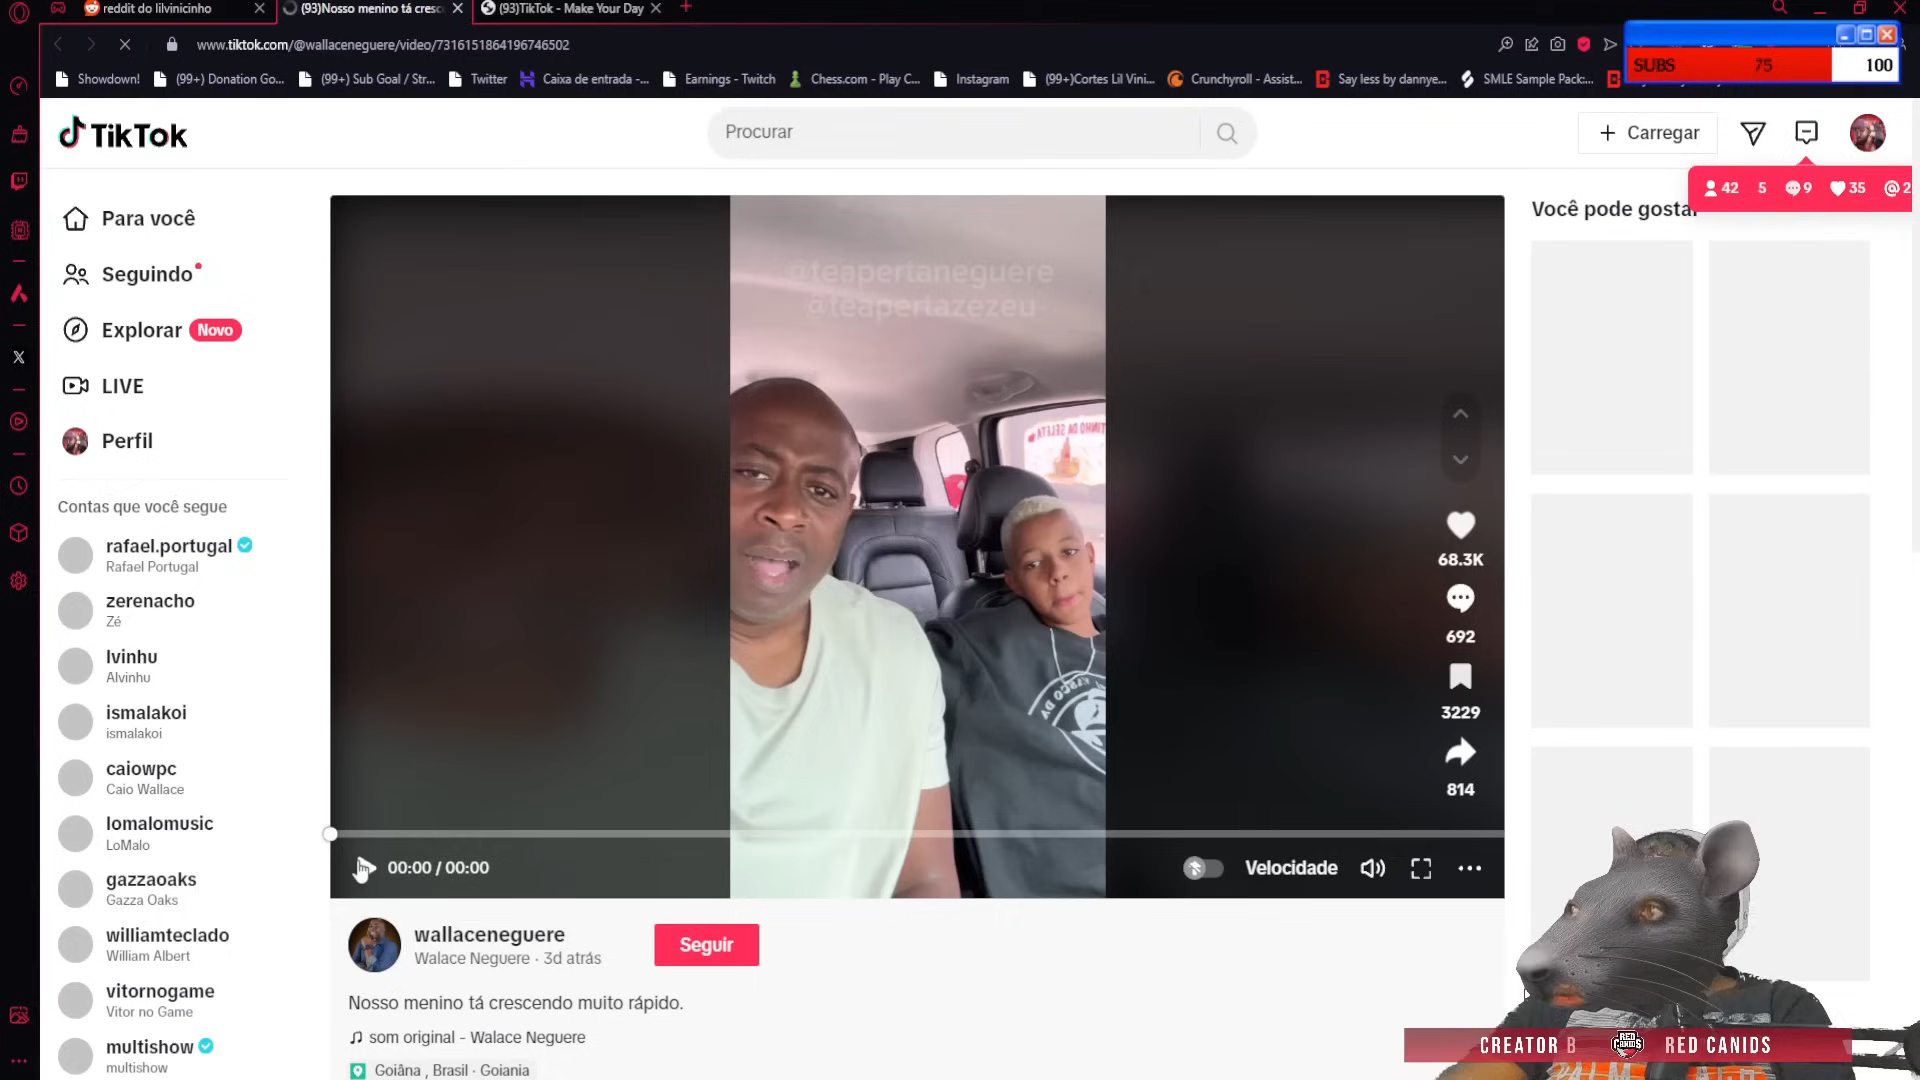 reddit do lilvinicinho
(93)Nosso menino tá cresc
(93)TikTok - Make Your Day
www.tiktok.com/@wallaceneguere/video/7316151864196746502
Showdown!
(99+) Donation Go...
(99+) Sub Goal / Str...
Twitter
Caixa de entrada -...
Earnings - Twitch
Chess.com - Play C...
Instagram
(99+)Cortes Lil Vini...
Crunchyroll - Assist...
Say less by dannye...
SMLE Sample Pack:...
SUBS 75 100
TikTok
Procurar
Carregar
42 5 9 35 2
Para você
Seguindo
Explorar Novo
LIVE
Perfil
Contas que você segue
rafael.portugal
Rafael Portugal
zerenacho
Zé
lvinhu
Alvinhu
ismalakoi
ismalakoi
caiowpc
Caio Wallace
lomalomusic
LoMalo
gazzaoaks
Gazza Oaks
williamteclado
William Albert
vitornogame
Vitor no Game
multishow
multishow
@teapertaneguere
@teapertazezeu
68.3K
692
3229
814
00:00 / 00:00
Velocidade
wallaceneguere
Walace Neguere · 3d atrás
Seguir
Nosso menino tá crescendo muito rápido.
som original - Walace Neguere
Goiâna , Brasil · Goiania
Você pode gostar
CREATOR B
RED CANIDS
RED CANIDS